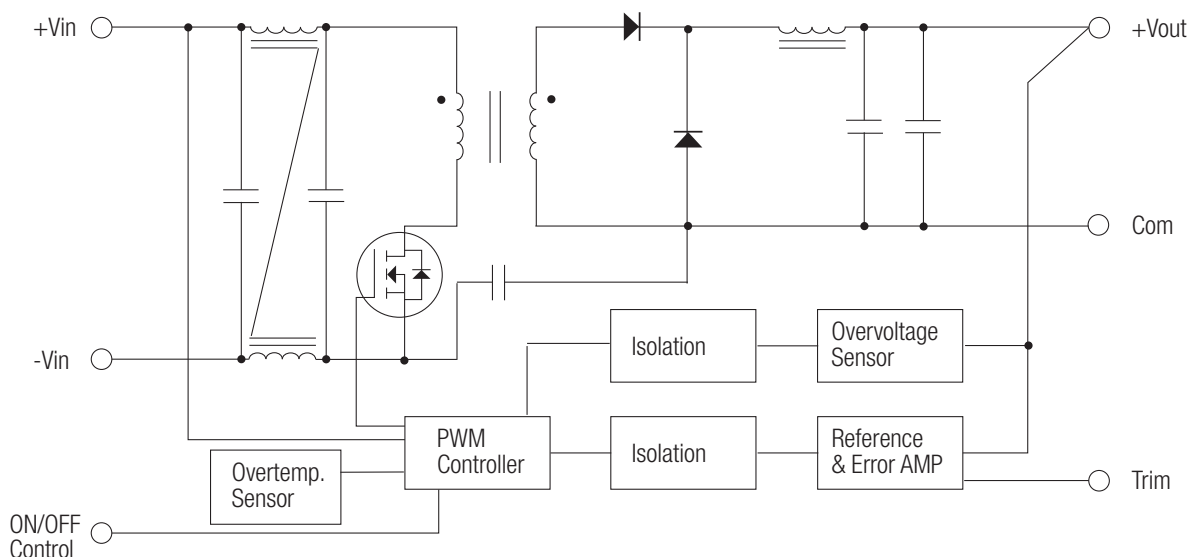 +Vin
+Vout
Com
-Vin
Isolation
Overvoltage
Sensor
PWM
Controller
Isolation
Reference
& Error AMP
Overtemp.
Sensor
Trim
ON/OFF
Control